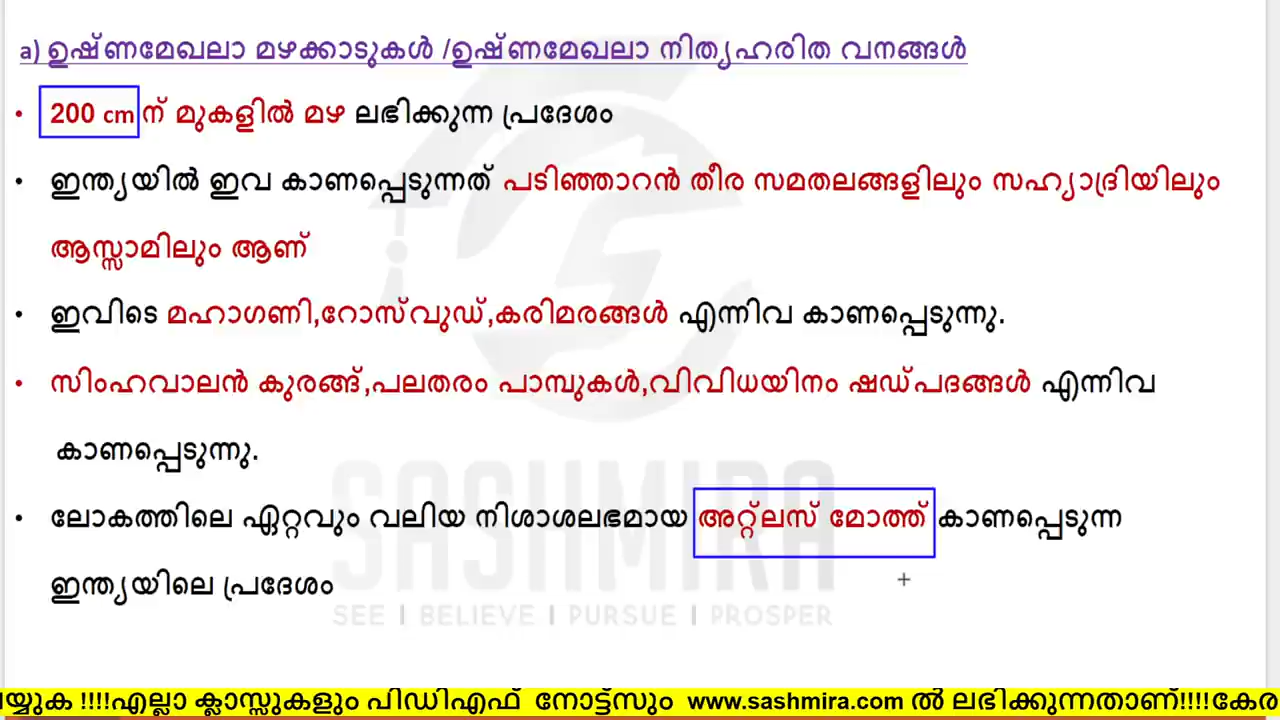 a) ഉഷ്ണമേഖലാ മഴക്കാടുകൾ /ഉഷ്ണമേഖലാ നിത്യഹരിത വനങ്ങൾ
• 200 cm ന് മുകളിൽ മഴ ലഭിക്കുന്ന പ്രദേശം
• ഇന്ത്യയിൽ ഇവ കാണപ്പെടുന്നത് പടിഞ്ഞാറൻ തീര സമതലങ്ങളിലും സഹ്യാദ്രിയിലും
ആസ്സാമിലും ആണ്
• ഇവിടെ മഹാഗണി,റോസ്‌വുഡ്,കരിമരങ്ങൾ എന്നിവ കാണപ്പെടുന്നു.
• സിംഹവാലൻ കുരങ്ങ്,പലതരം പാമ്പുകൾ,വിവിധയിനം ഷഡ്പദങ്ങൾ എന്നിവ
കാണപ്പെടുന്നു.
• ലോകത്തിലെ ഏറ്റവും വലിയ നിശാശലഭമായ അറ്റ്ലസ് മോത്ത് കാണപ്പെടുന്ന
ഇന്ത്യയിലെ പ്രദേശം
SASHMIRA
SEE | BELIEVE | PURSUE | PROSPER
!!!!എല്ലാ ക്ലാസ്സുകളും പിഡിഎഫ് നോട്ട്സും www.sashmira.com ൽ ലഭിക്കുന്നതാണ്!!!!